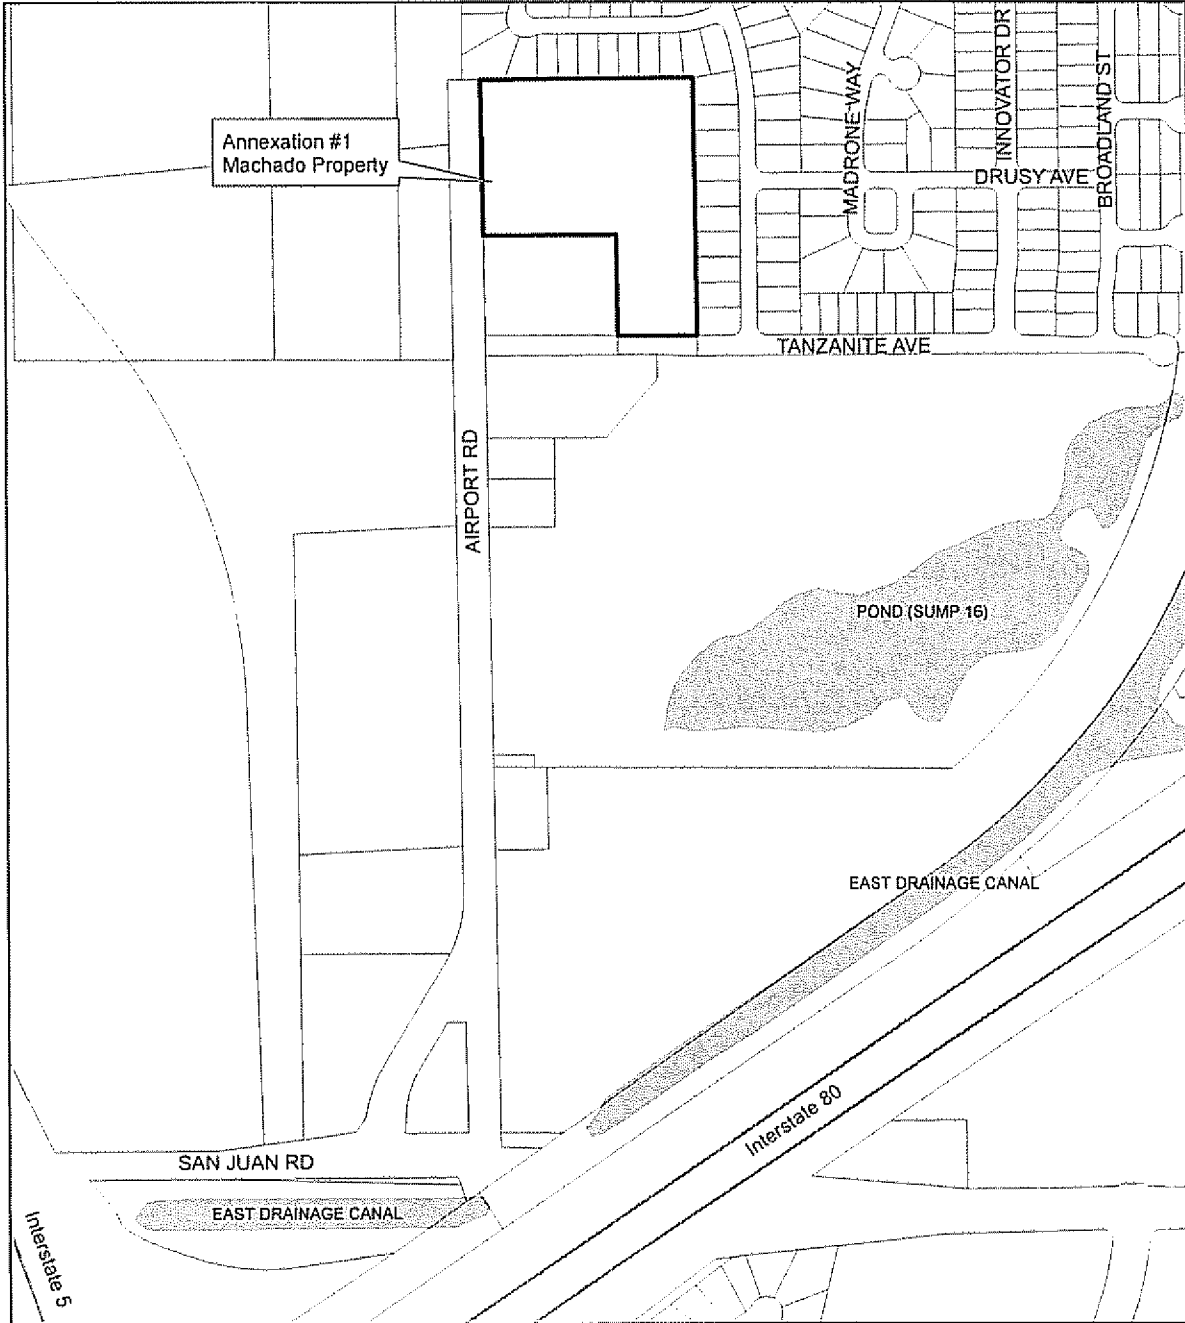 INNOVATOR DR
BROADLAND ST
MADRONE WAY
Annexation #1
Machado Property
DRUSY AVE
TANZANITE AVE
AIRPORT RD
POND (SUMP 16)
EAST DRAINAGE CANAL
Interstate 80
SAN JUAN RD
EAST DRAINAGE CANAL
Interstate 5